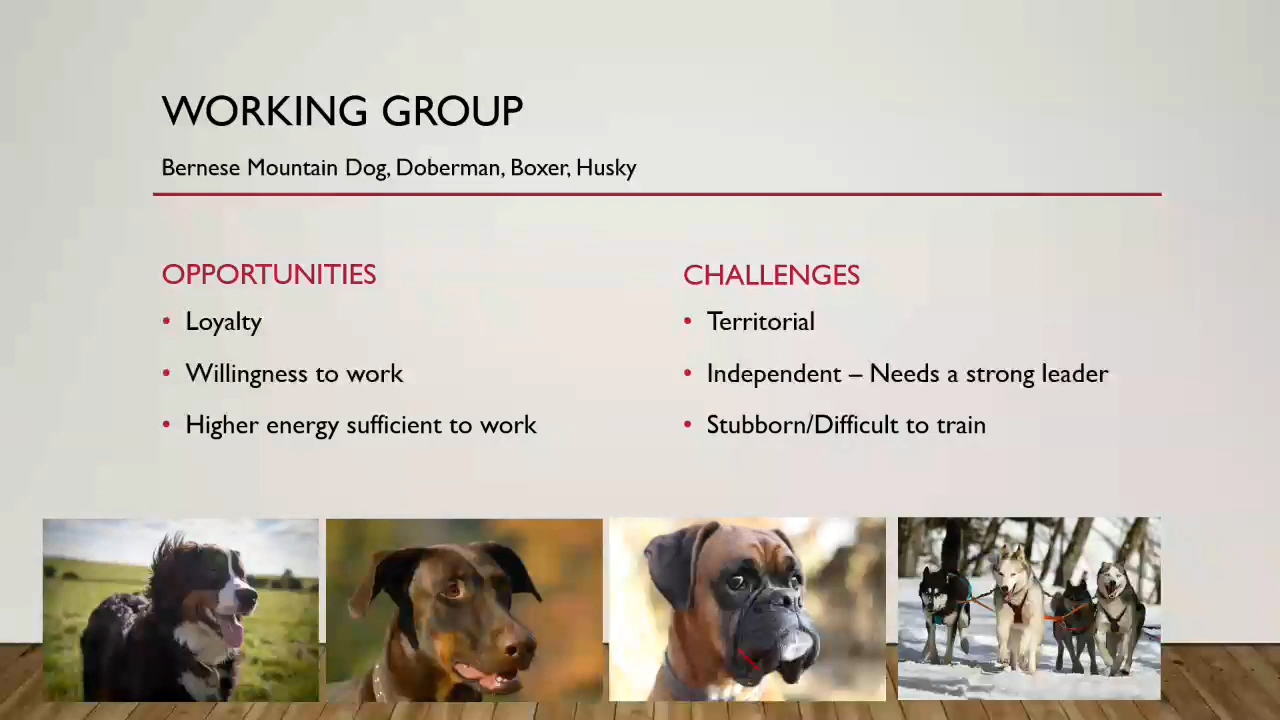 WORKING GROUP
Bernese Mountain Dog, Doberman, Boxer, Husky
OPPORTUNITIES
• Loyalty
• Willingness to work
• Higher energy sufficient to work
CHALLENGES
• Territorial
• Independent – Needs a strong leader
• Stubborn/Difficult to train